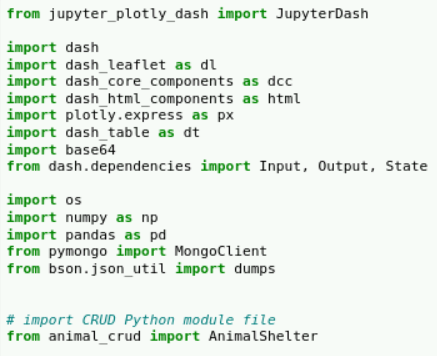 from jupyter_plotly_dash import JupyterDash
import dash
import dash_leaflet as dl
import dash_core_components as dcc
import dash_html_components as html
import plotly.express as px
import dash_table as dt
import base64
from dash.dependencies import Input, Output, State
import os
import numpy as np
import pandas as pd
from pymongo import MongoClient
from bson.json_util import dumps
# import CRUD Python module file
from animal_crud import AnimalShelter